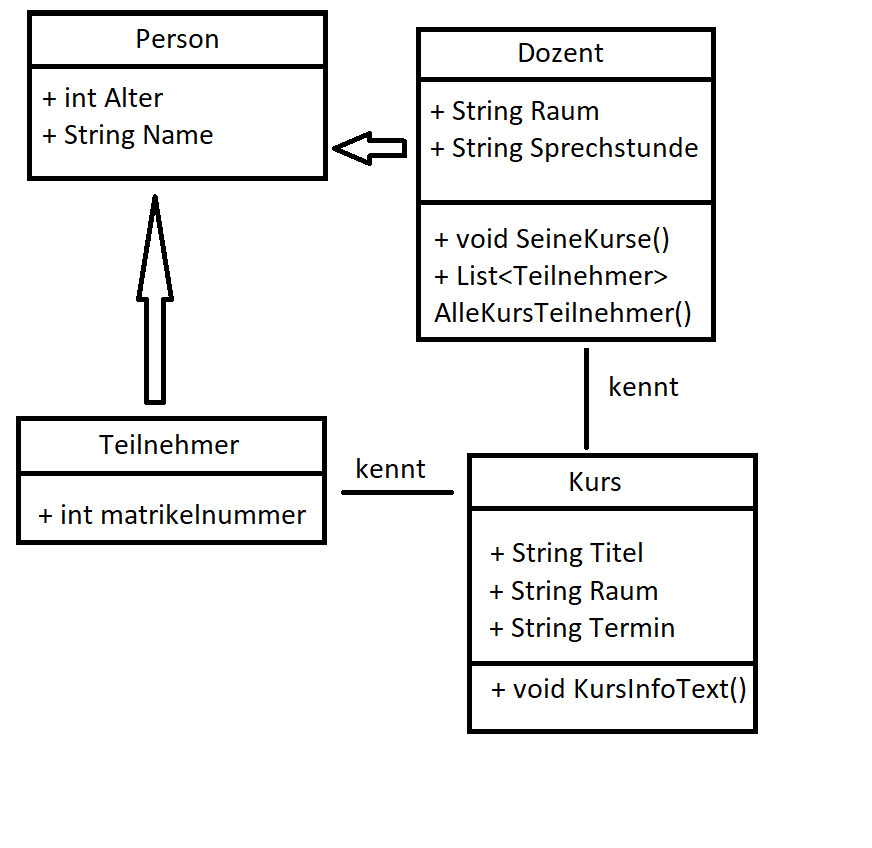 Person
+ int Alter
+ String Name
Dozent
+ String Raum
+ String Sprechstunde
+ void SeineKurse()
+ List<Teilnehmer>
AlleKursTeilnehmer()
kennt
Teilnehmer
+ int matrikelnummer
kennt
Kurs
+ String Titel
+ String Raum
+ String Termin
+ void KursInfoText()